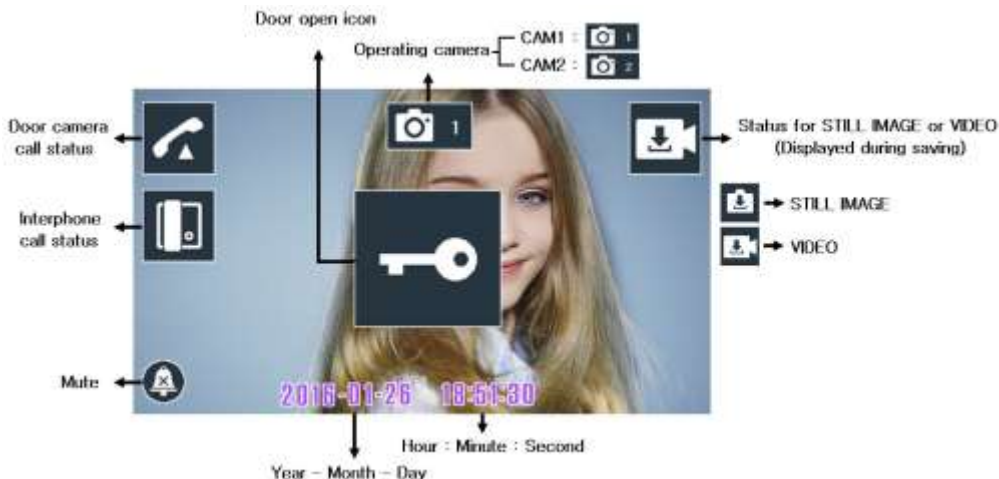 Door open icon
Operating camera
CAM1 : 1
CAM2 : 2
Door camera
call status
1
Status for STILL IMAGE or VIDEO
(Displayed during saving)
Interphone
call status
STILL IMAGE
VIDEO
Mute
2016-01-26 18:51:30
Hour : Minute : Second
Year - Month - Day